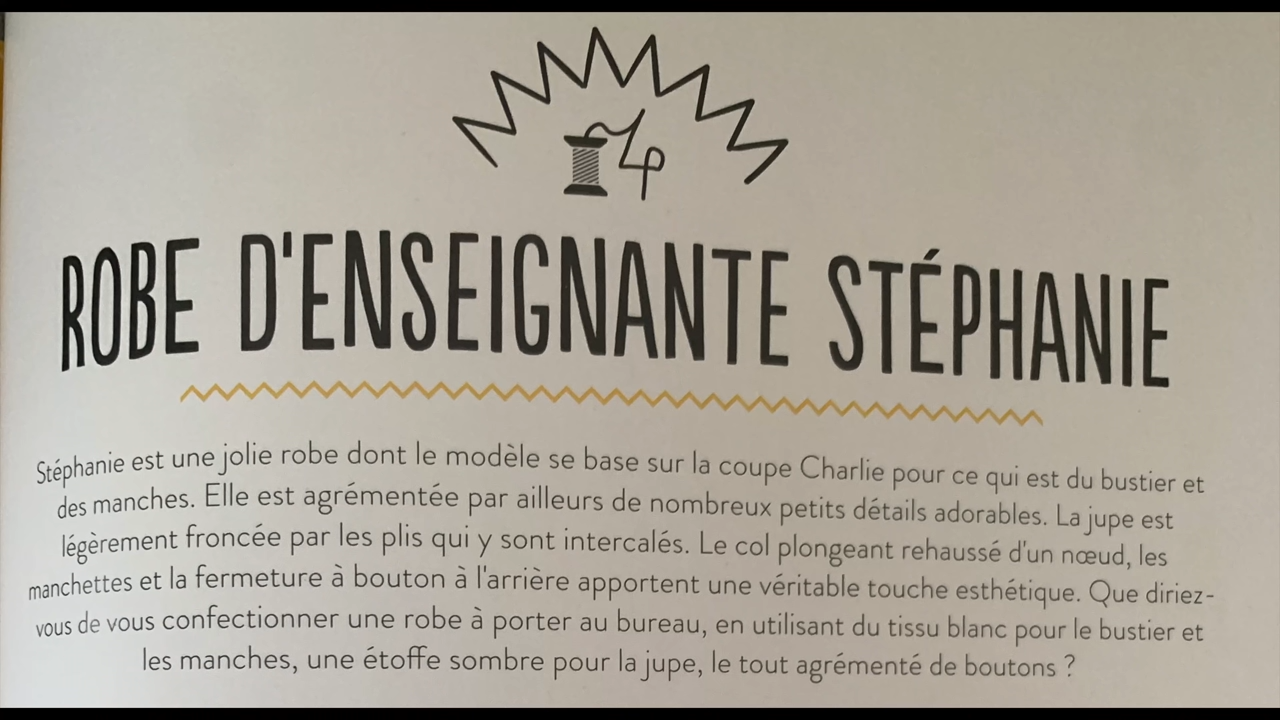 ROBE D'ENSEIGNANTE STÉPHANIE
Stéphanie est une jolie robe dont le modèle se base sur la coupe Charlie pour ce qui est du bustier et
des manches. Elle est agrémentée par ailleurs de nombreux petits détails adorables. La jupe est
légèrement froncée par les plis qui y sont intercalés. Le col plongeant rehaussé d'un nœud, les
manchettes et la fermeture à bouton à l'arrière apportent une véritable touche esthétique. Que diriez-
vous de vous confectionner une robe à porter au bureau, en utilisant du tissu blanc pour le bustier et
les manches, une étoffe sombre pour la jupe, le tout agrémenté de boutons ?